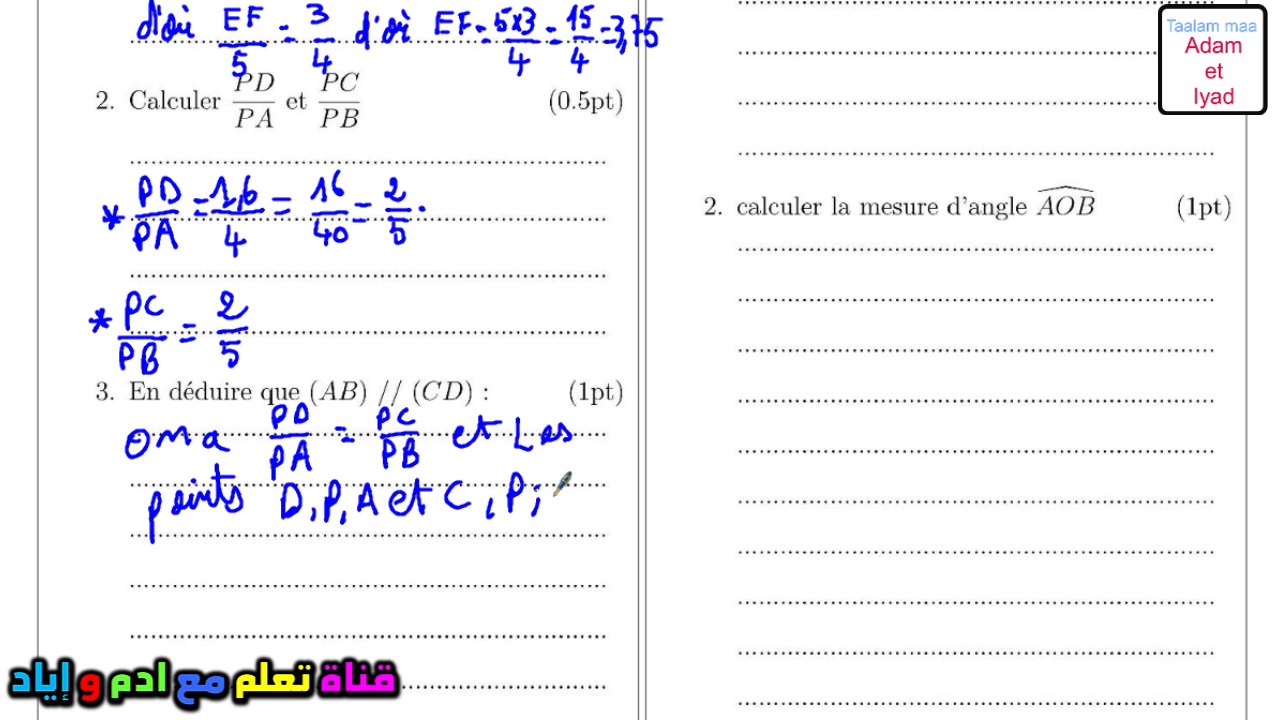 d'où EF/5 = 3/4 d'où EF = 5×3/4 = 15/4 = 3,75
2. Calculer PD/PA et PC/PB (0.5pt)
* PD/PA = 1,6/4 = 16/40 = 2/5.
* PC/PB = 2/5
3. En déduire que (AB) // (CD) : (1pt)
on a PD/PA = PC/PB et Les
points D, P, A et C, P;
قناة تعلم مع ادم و إياد
Taalam maa
Adam
et
Iyad
2. calculer la mesure d'angle AOB (1pt)